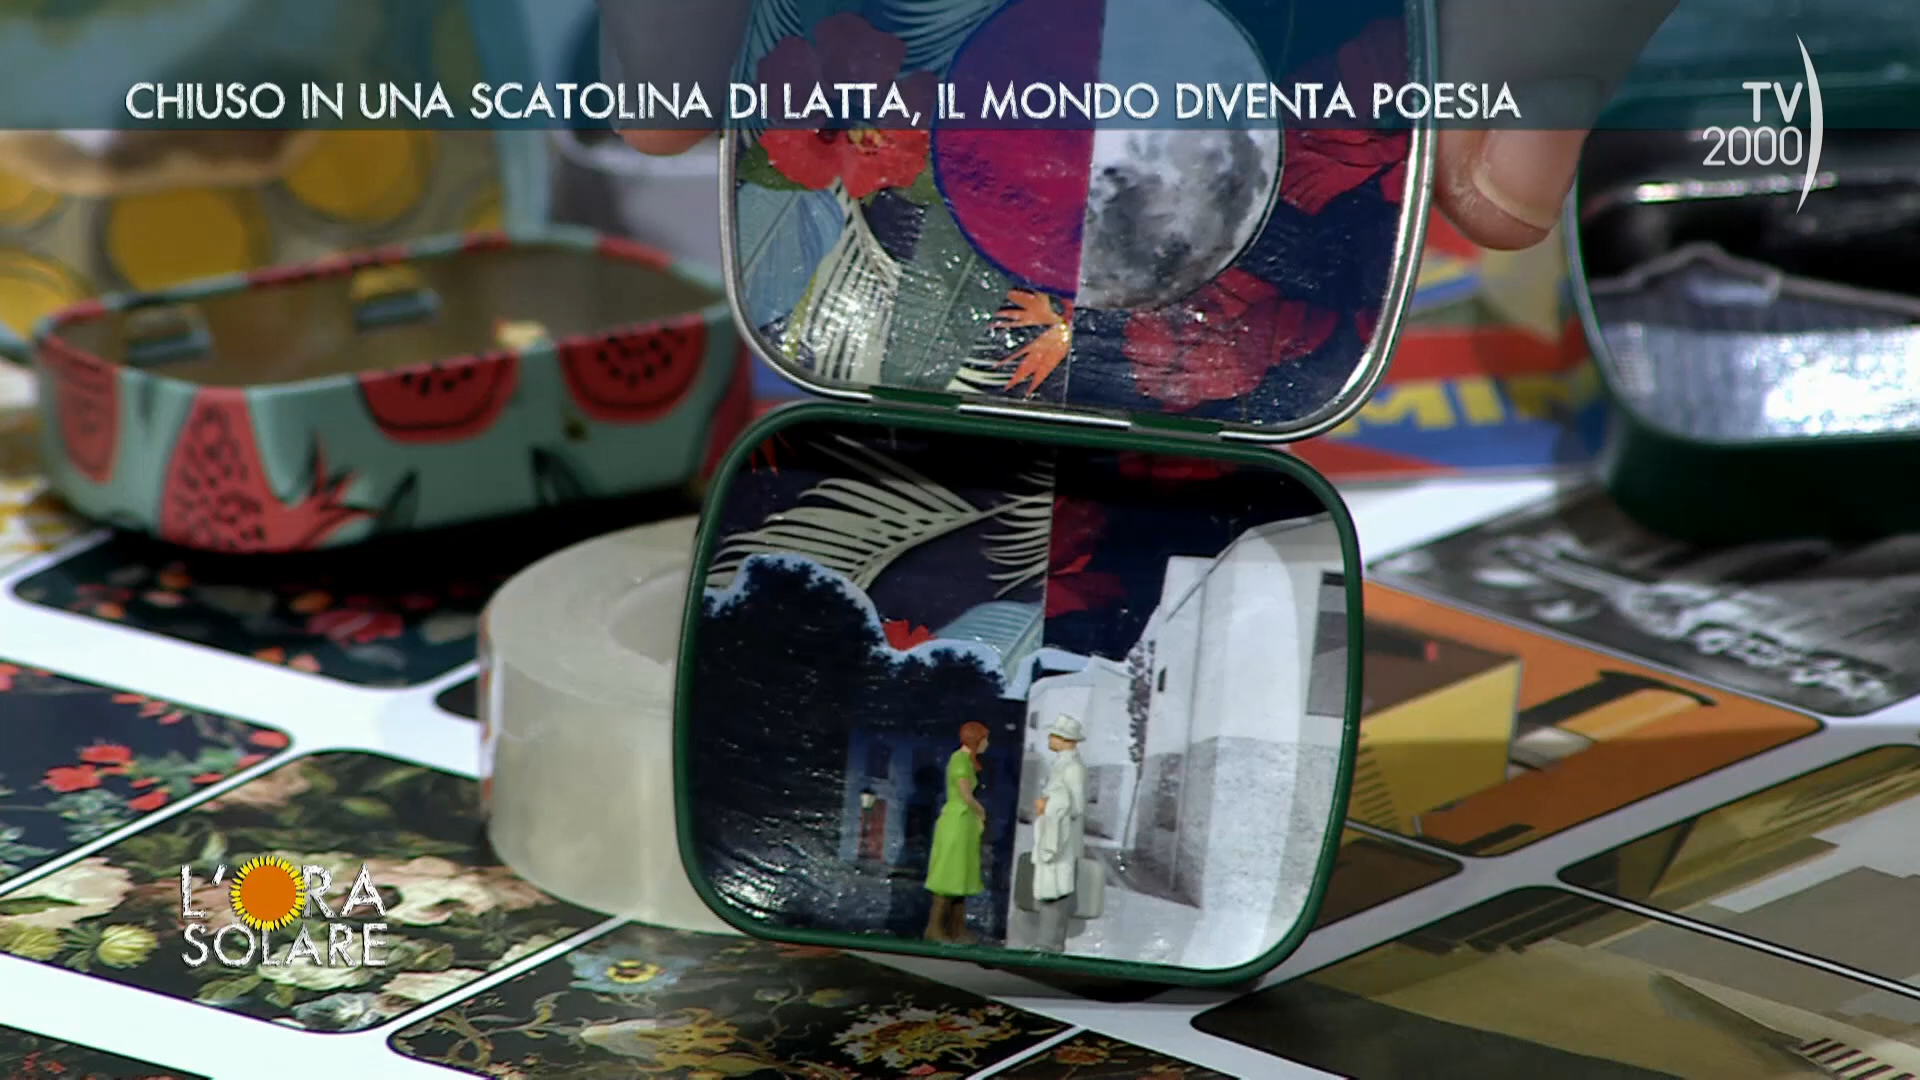 CHIUSO IN UNA SCATOLINA DI LATTA, IL MONDO DIVENTA POESIA
TV
2000
L'ORA
SOLARE